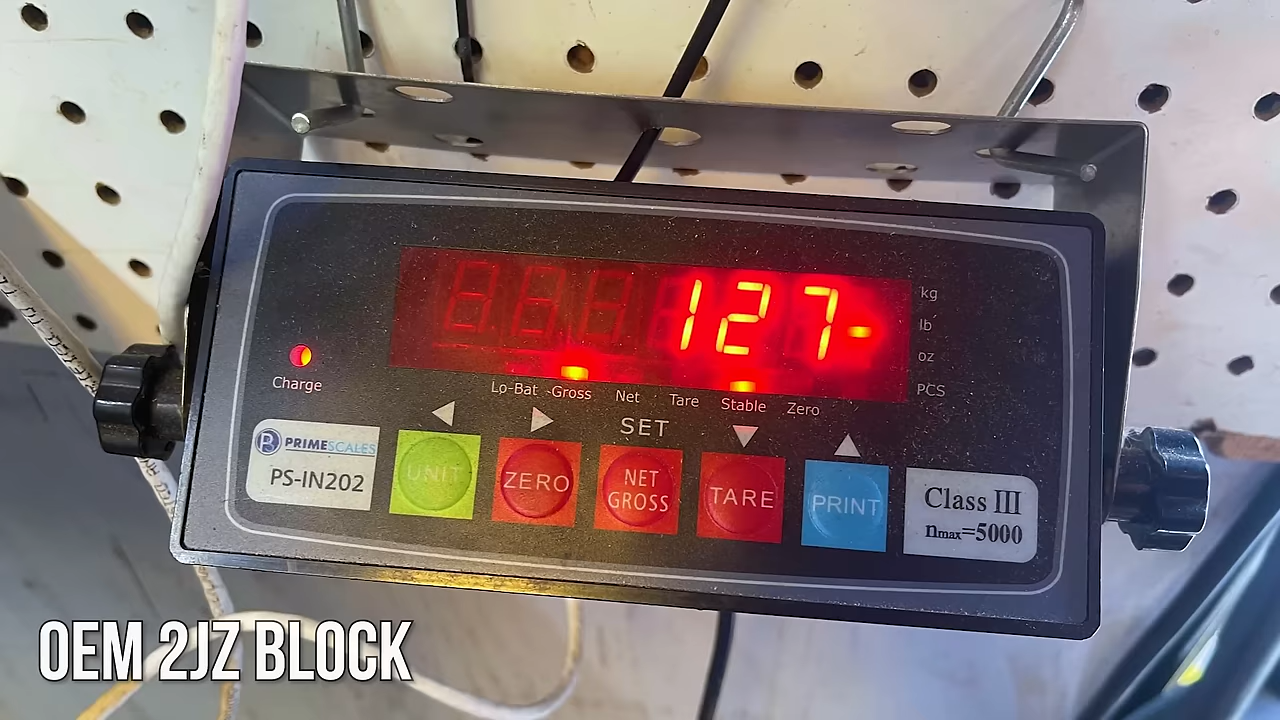 127
kg
lb
oz
PCS
Charge
Lo-Bat Gross Net Tare Stable Zero
SET
PRIMESCALES
PS-IN202
UNIT
ZERO
NET
GROSS
TARE
PRINT
Class III
nmax=5000
OEM 2JZ BLOCK